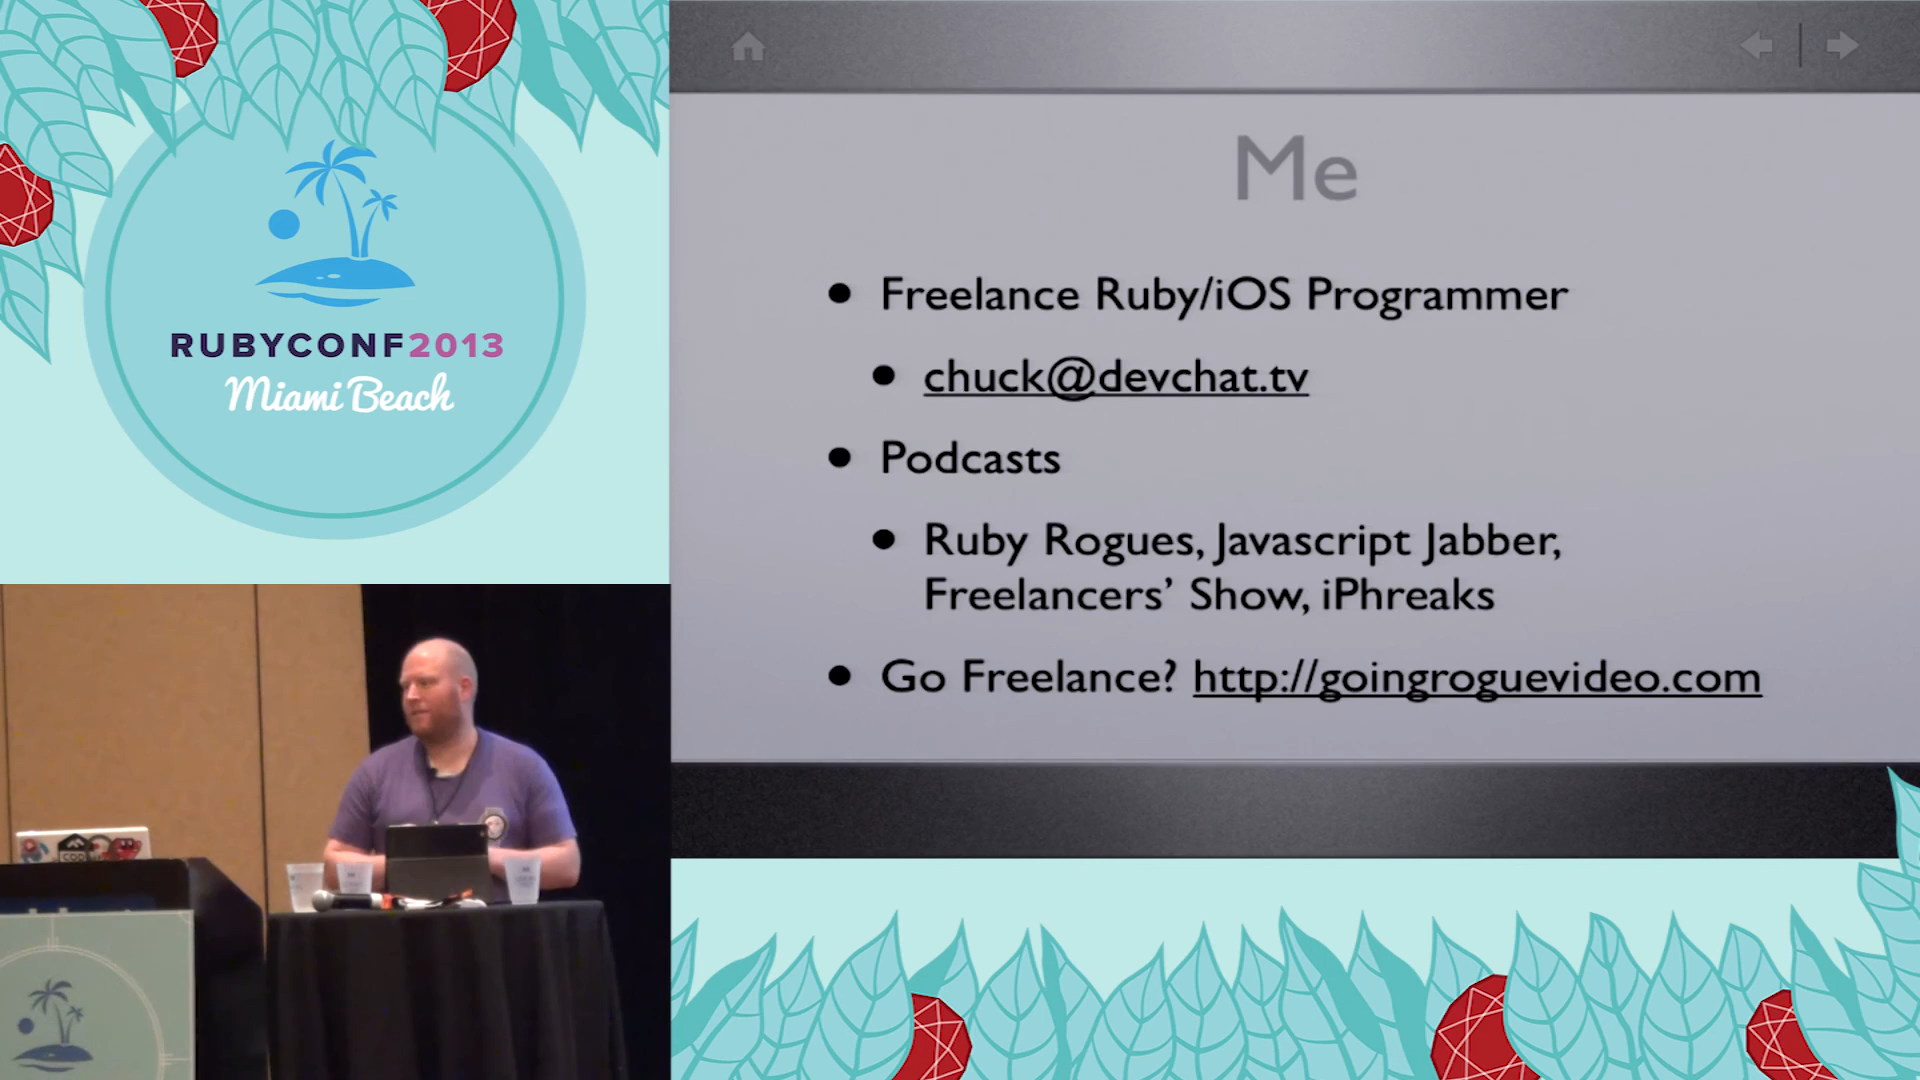 RUBYCONF2013
Miami Beach
Me
Freelance Ruby/iOS Programmer
chuck@devchat.tv
Podcasts
Ruby Rogues, Javascript Jabber,
Freelancers’ Show, iPhreaks
Go Freelance? http://goingroguevideo.com